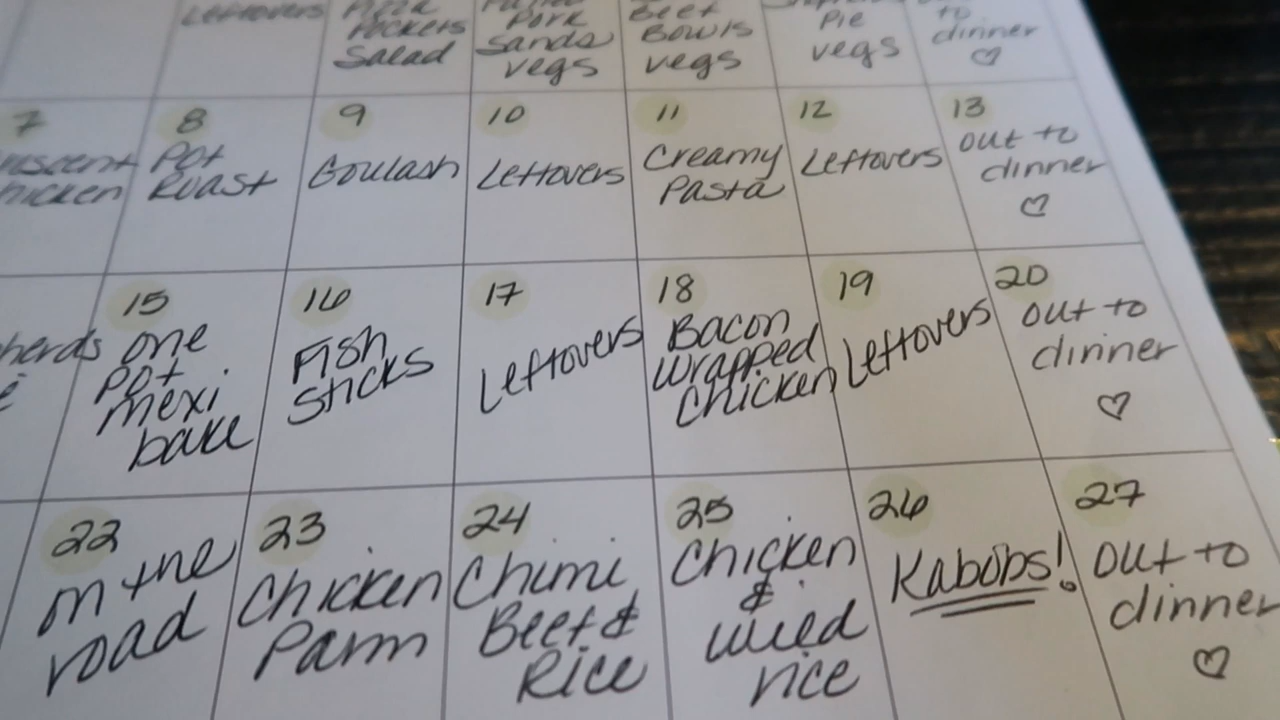 Leftovers
Pockets
Salad
Pork
Sands
vegs
Beef
Bowls
vegs
Pie
vegs
to
dinner
7
8
Pot
Roast
9
Goulash
10
Leftovers
11
Creamy
Pasta
12
Leftovers
13
out to
dinner
15
one
pot
mexi
bake
16
Fish
sticks
17
Leftovers
18
Bacon
Wrapped
Chicken
19
Leftovers
20
out to
dinner
22
on the
road
23
Chicken
Parm
24
Chimi
Beef &
Rice
25
Chicken
&
wild
rice
26
Kabobs!
27
out to
dinner